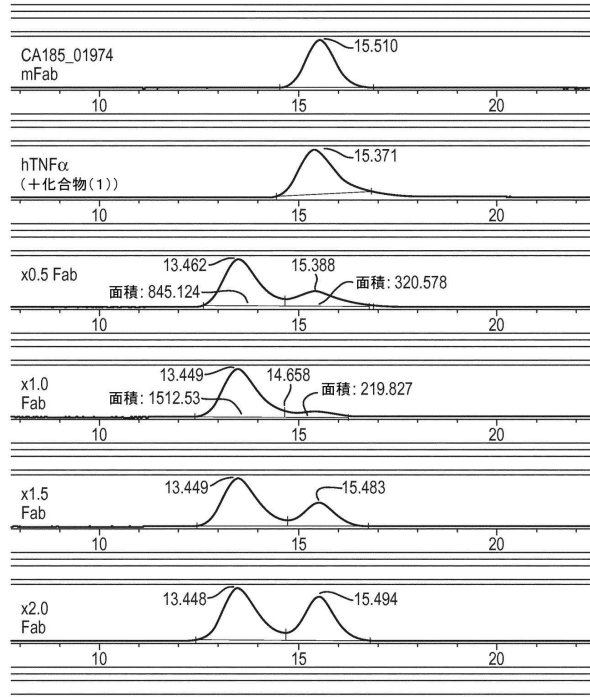 CA185_01974
mFab
15.510
10 15 20
hTNFα
(+化合物(1))
15.371
10 15 20
x0.5 Fab
13.462
15.388
面積: 845.124
面積: 320.578
10 15 20
x1.0
Fab
13.449
14.658
面積: 1512.53
面積: 219.827
10 15 20
x1.5
Fab
13.449
15.483
10 15 20
x2.0
Fab
13.448
15.494
10 15 20